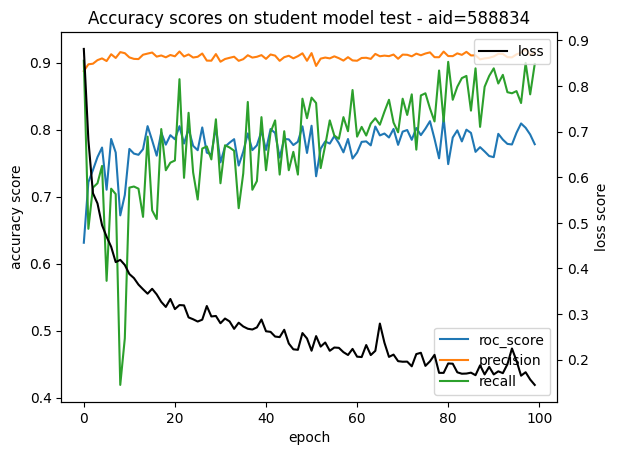 Accuracy scores on student model test - aid=588834
loss
0.9
0.8
0.7
0.6
0.5
0.4
accuracy score
0.9
0.8
0.7
0.6
0.5
0.4
0.3
0.2
loss score
roc_score
precision
recall
0
20
40
60
80
100
epoch